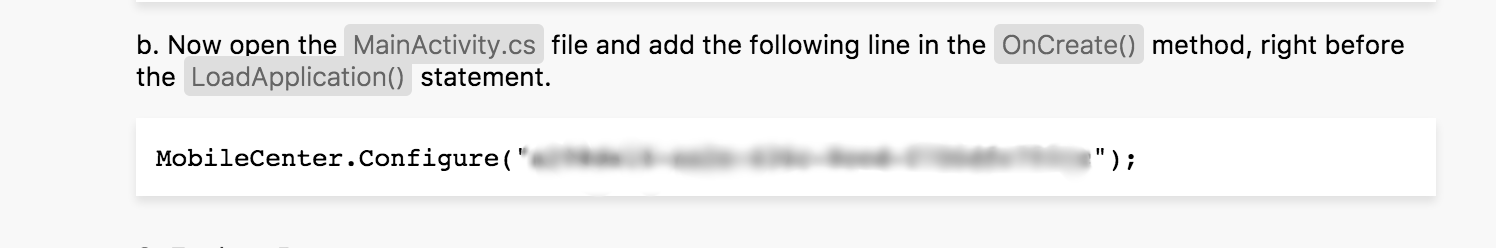 b. Now open the MainActivity.cs file and add the following line in the OnCreate() method, right before
the LoadApplication() statement.
MobileCenter.Configure("");